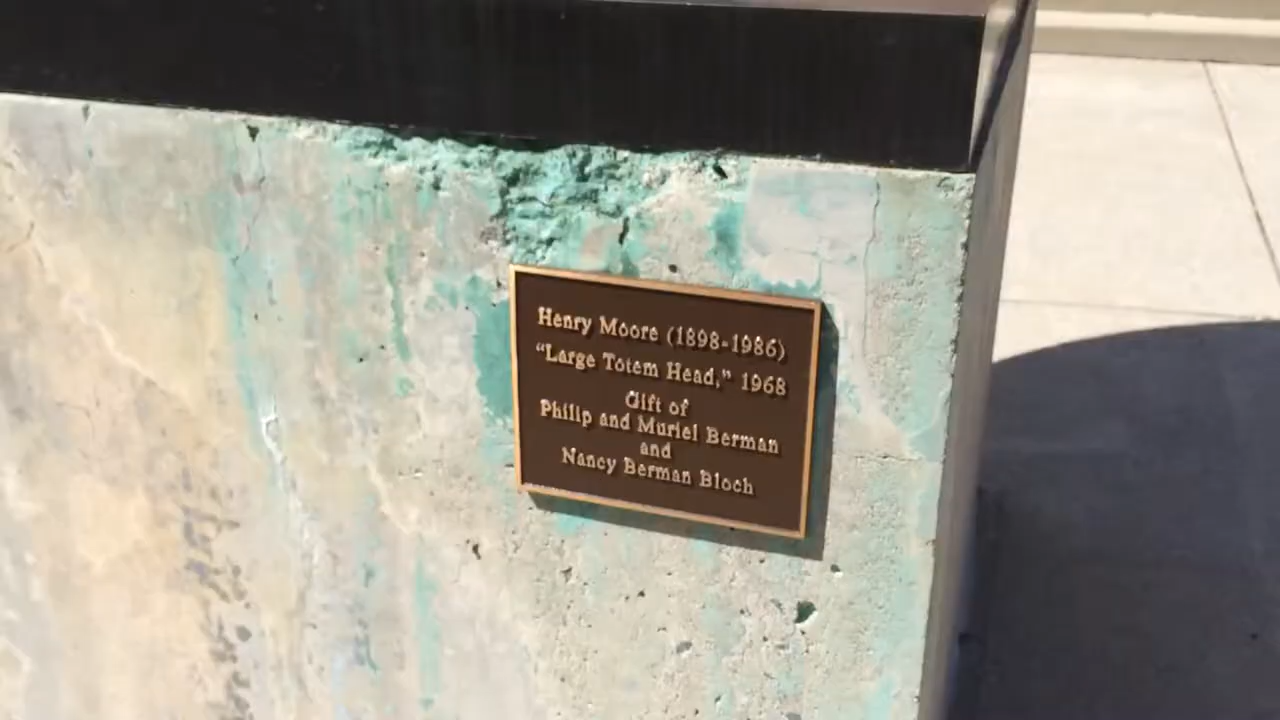 Henry Moore (1898-1986)
“Large Totem Head,” 1968
Gift of
Philip and Muriel Berman
and
Nancy Berman Bloch